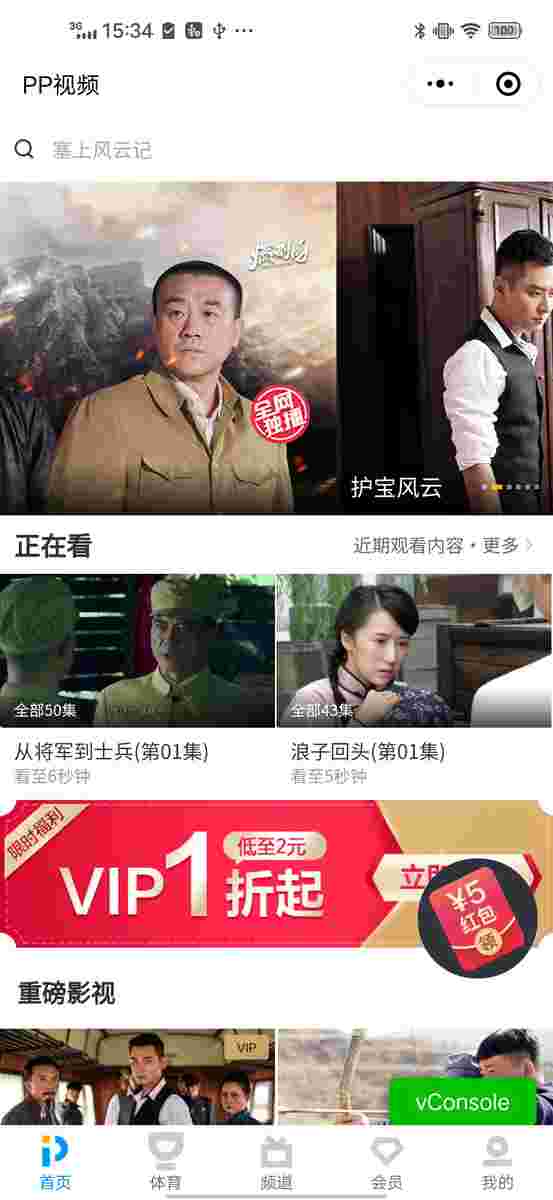 3G 15:34 100
PP视频
塞上风云记
全网
独播
护宝风云
正在看
近期观看内容·更多
全部50集
全部43集
从将军到士兵(第01集)
浪子回头(第01集)
看至6秒钟
看至5秒钟
限时福利
VIP1折起
低至2元
立即
¥5
红包
领
重磅影视
VIP
vConsole
首页
体育
频道
会员
我的